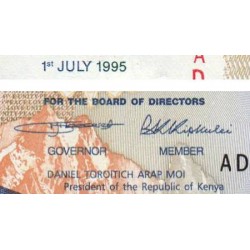 1st JULY 1995
A
D
FOR THE BOARD OF DIRECTORS
GOVERNOR MEMBER
AD
DANIEL TOROITICH ARAP MOI
President of the Republic of Kenya